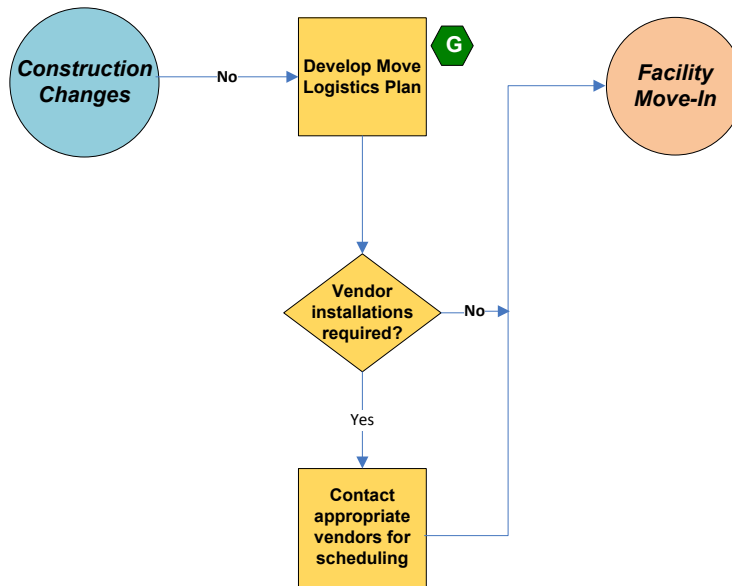 Construction
Changes
No
Develop Move
Logistics Plan
G
Facility
Move-In
Vendor
installations
required?
No
Yes
Contact
appropriate
vendors for
scheduling